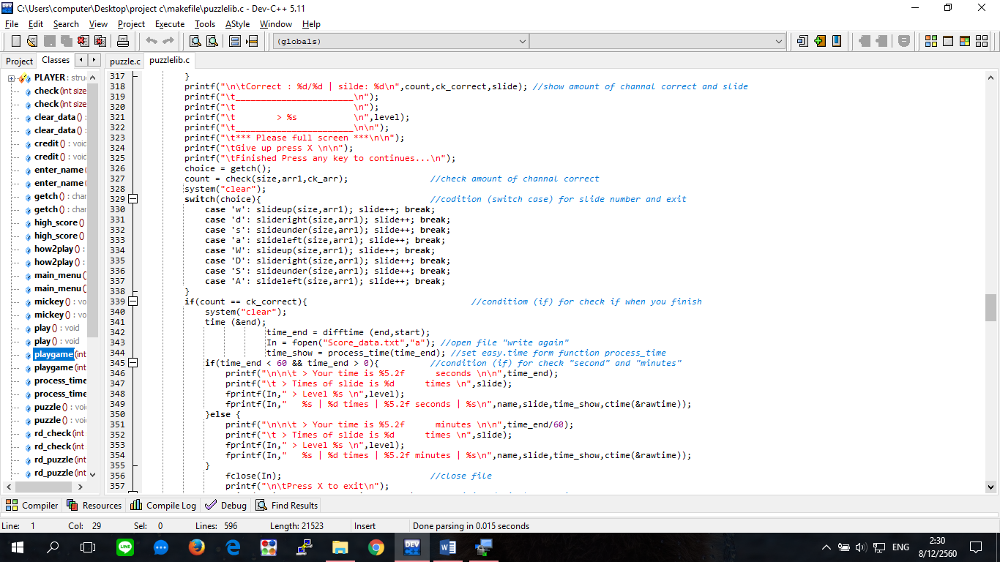 C:\Users\computer\Desktop\project c\makefile\puzzlelib.c - Dev-C++ 5.11
File Edit Search View Project Execute Tools AStyle Window Help
(globals)
Project Classes puzzle.c puzzlelib.c
PLAYER : struc
check (int size
check (int size
clear_data () :
clear_data () :
credit () : void
credit () : void
enter_name (
enter_name (
getch () : char
getch () : char
high_score ()
high_score ()
how2play () :
how2play () :
main_menu (
main_menu (
mickey () : vo
mickey () : vo
play () : void
play () : void
playgame (int
playgame (int
process_time
process_time
puzzle () : voi
puzzle () : voi
rd_check (int
rd_check (int
rd_puzzle (int
rd_puzzle (int
317 }
318 printf("\n\tCorrect : %d/%d | silde: %d\n",count,ck_correct,slide); //show amount of channal correct and slide
319 printf("\t_______________________\n");
320 printf("\t                       \n");
321 printf("\t        > %s           \n",level);
322 printf("\t_______________________\n\n");
323 printf("\t*** Please full screen ***\n\n");
324 printf("\tGive up press X \n\n");
325 printf("\tFinished Press any key to continues...\n");
326 choice = getch();
327 count = check(size,arr1,ck_arr); //check amount of channal correct
328 system("clear");
329 switch(choice){ //codition (switch case) for slide number and exit
330 case 'w': slideup(size,arr1); slide++; break;
331 case 'd': slideright(size,arr1); slide++; break;
332 case 's': slideunder(size,arr1); slide++; break;
333 case 'a': slideleft(size,arr1); slide++; break;
334 case 'W': slideup(size,arr1); slide++; break;
335 case 'D': slideright(size,arr1); slide++; break;
336 case 'S': slideunder(size,arr1); slide++; break;
337 case 'A': slideleft(size,arr1); slide++; break;
338 }
339 if(count == ck_correct){ //conditiom (if) for check if when you finish
340 system("clear");
341 time (&end);
342 time_end = difftime (end,start);
343 In = fopen("Score_data.txt","a"); //open file "write again"
344 time_show = process_time(time_end); //set easy.time form function process_time
345 if(time_end < 60 && time_end > 0){ //condition (if) for check "second" and "minutes"
346 printf("\n\n\t > Your time is %5.2f      seconds \n\n",time_end);
347 printf("\t > Times of slide is %d      times \n",slide);
348 fprintf(In," > Level %s \n",level);
349 fprintf(In,"   %s | %d times | %5.2f seconds | %s\n",name,slide,time_show,ctime(&rawtime));
350 }else {
351 printf("\n\n\t > Your time is %5.2f      minutes \n\n",time_end/60);
352 printf("\t > Times of slide is %d      times \n",slide);
353 fprintf(In," > Level %s \n",level);
354 fprintf(In,"   %s | %d times | %5.2f minutes | %s\n",name,slide,time_show,ctime(&rawtime));
355 }
356 fclose(In); //close file
357 printf("\n\tPress X to exit\n");
Compiler Resources Compile Log Debug Find Results
Line: 1 Col: 29 Sel: 0 Lines: 596 Length: 21523 Insert Done parsing in 0.015 seconds
LINE DEV ENG 2:30
8/12/2560